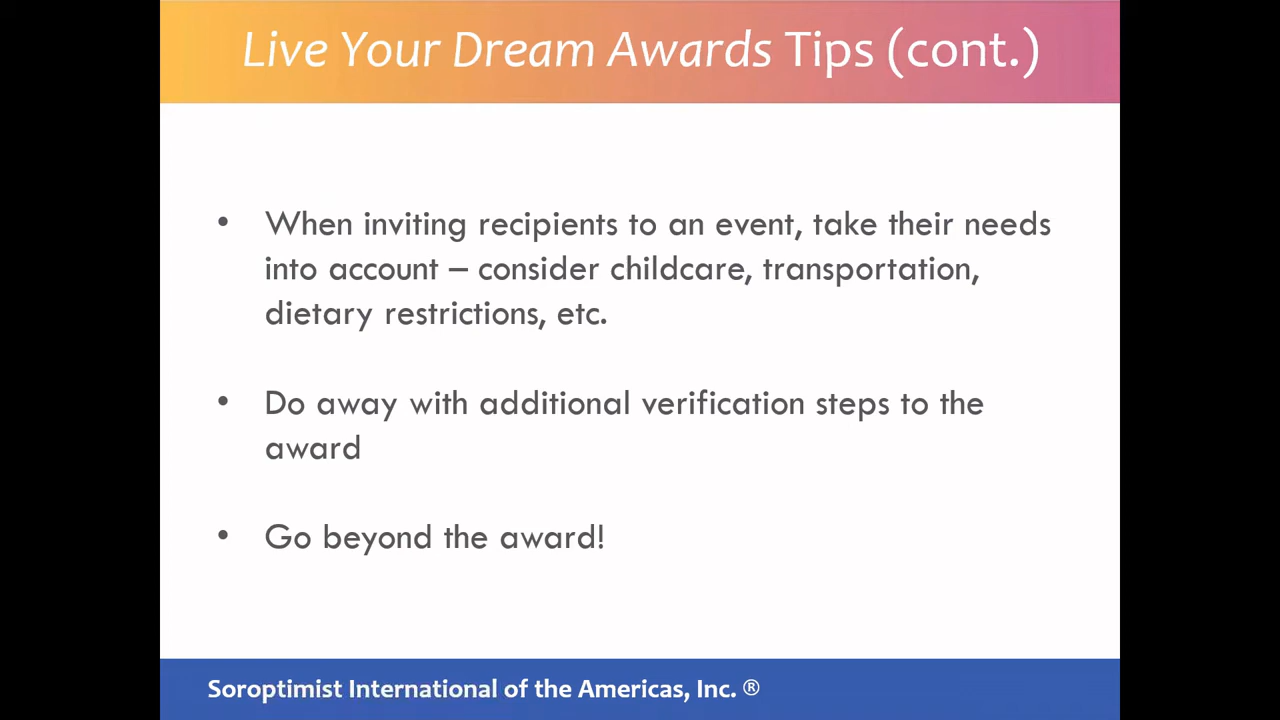 Live Your Dream Awards Tips (cont.)
• When inviting recipients to an event, take their needs
into account – consider childcare, transportation,
dietary restrictions, etc.
• Do away with additional verification steps to the
award
• Go beyond the award!
Soroptimist International of the Americas, Inc. ®